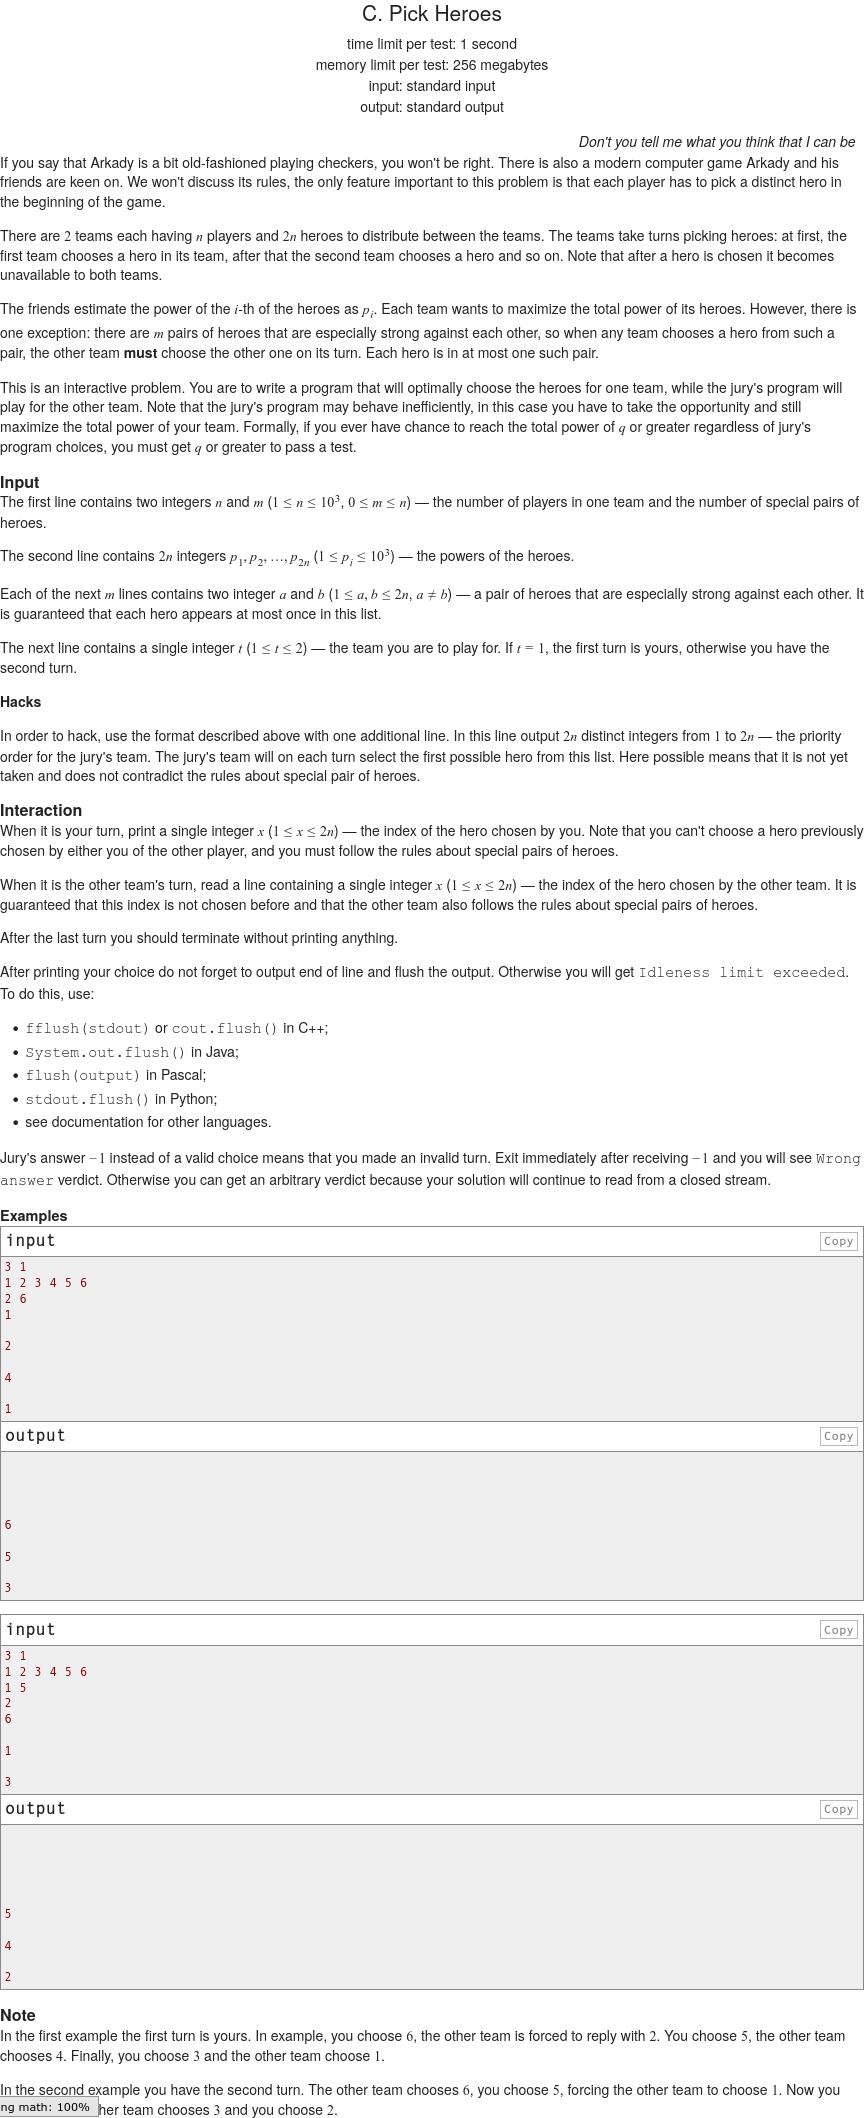 C. Pick Heroes
time limit per test: 1 second
memory limit per test: 256 megabytes
input: standard input
output: standard output
Don't you tell me what you think that I can be
If you say that Arkady is a bit old-fashioned playing checkers, you won't be right. There is also a modern computer game Arkady and his
friends are keen on. We won't discuss its rules, the only feature important to this problem is that each player has to pick a distinct hero in
the beginning of the game.
There are 2 teams each having n players and 2n heroes to distribute between the teams. The teams take turns picking heroes: at first, the
first team chooses a hero in its team, after that the second team chooses a hero and so on. Note that after a hero is chosen it becomes
unavailable to both teams.
The friends estimate the power of the i-th of the heroes as p_i. Each team wants to maximize the total power of its heroes. However, there is
one exception: there are m pairs of heroes that are especially strong against each other, so when any team chooses a hero from such a
pair, the other team must choose the other one on its turn. Each hero is in at most one such pair.
This is an interactive problem. You are to write a program that will optimally choose the heroes for one team, while the jury's program will
play for the other team. Note that the jury's program may behave inefficiently, in this case you have to take the opportunity and still
maximize the total power of your team. Formally, if you ever have chance to reach the total power of q or greater regardless of jury's
program choices, you must get q or greater to pass a test.
Input
The first line contains two integers n and m (1 ≤ n ≤ 10³, 0 ≤ m ≤ n) — the number of players in one team and the number of special pairs of
heroes.
The second line contains 2n integers p₁, p₂, ..., p₂ₙ (1 ≤ p_i ≤ 10³) — the powers of the heroes.
Each of the next m lines contains two integer a and b (1 ≤ a, b ≤ 2n, a ≠ b) — a pair of heroes that are especially strong against each other. It
is guaranteed that each hero appears at most once in this list.
The next line contains a single integer t (1 ≤ t ≤ 2) — the team you are to play for. If t = 1, the first turn is yours, otherwise you have the
second turn.
Hacks
In order to hack, use the format described above with one additional line. In this line output 2n distinct integers from 1 to 2n — the priority
order for the jury's team. The jury's team will on each turn select the first possible hero from this list. Here possible means that it is not yet
taken and does not contradict the rules about special pair of heroes.
Interaction
When it is your turn, print a single integer x (1 ≤ x ≤ 2n) — the index of the hero chosen by you. Note that you can't choose a hero previously
chosen by either you of the other player, and you must follow the rules about special pairs of heroes.
When it is the other team's turn, read a line containing a single integer x (1 ≤ x ≤ 2n) — the index of the hero chosen by the other team. It is
guaranteed that this index is not chosen before and that the other team also follows the rules about special pairs of heroes.
After the last turn you should terminate without printing anything.
After printing your choice do not forget to output end of line and flush the output. Otherwise you will get Idleness limit exceeded.
To do this, use:
• fflush(stdout) or cout.flush() in C++;
• System.out.flush() in Java;
• flush(output) in Pascal;
• stdout.flush() in Python;
• see documentation for other languages.
Jury's answer −1 instead of a valid choice means that you made an invalid turn. Exit immediately after receiving −1 and you will see Wrong
answer verdict. Otherwise you can get an arbitrary verdict because your solution will continue to read from a closed stream.
Examples
input Copy
3 1
1 2 3 4 5 6
2 6
1
2
4
1
output Copy
6
5
3
input Copy
3 1
1 2 3 4 5 6
1 5
2
6
1
3
output Copy
5
4
2
Note
In the first example the first turn is yours. In example, you choose 6, the other team is forced to reply with 2. You choose 5, the other team
chooses 4. Finally, you choose 3 and the other team choose 1.
In the second example you have the second turn. The other team chooses 6, you choose 5, forcing the other team to choose 1. Now you
ng math: 100% her team chooses 3 and you choose 2.